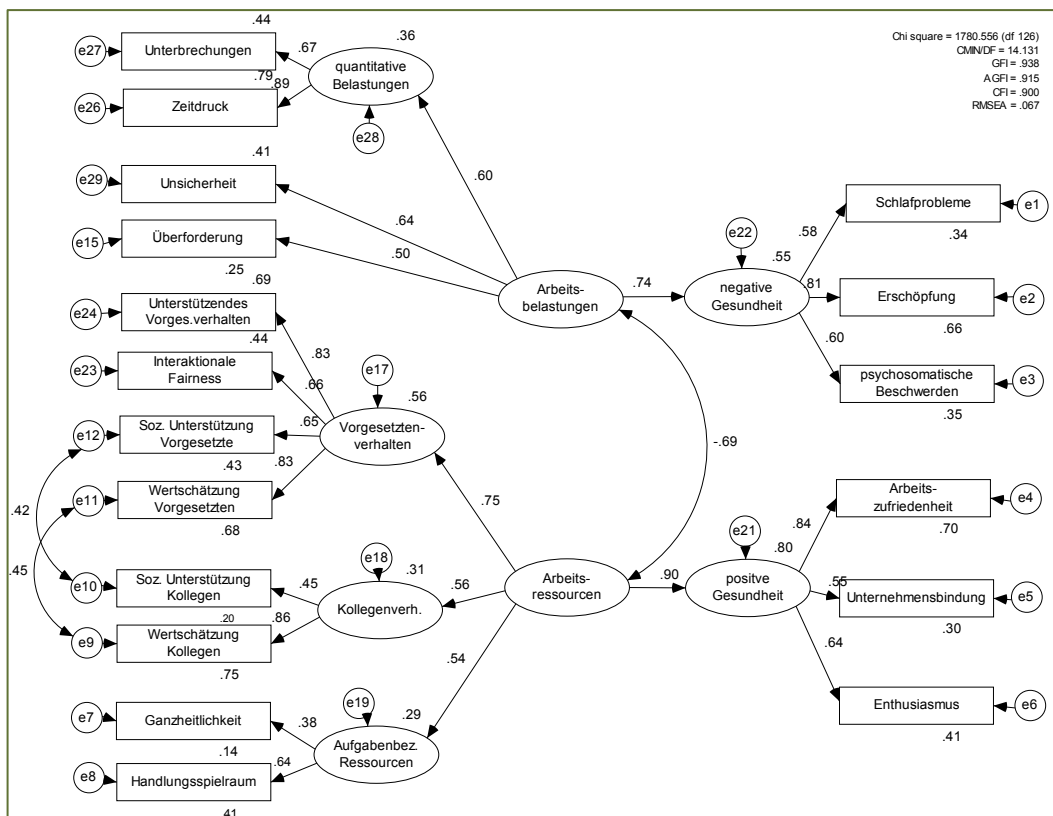 Chi square = 1780.556 (df 126)
CMIN/DF = 14.131
GFI = .938
AGFI = .915
CFI = .900
RMSEA = .067
.44
e27
Unterbrechungen
.67
.36
quantitative
Belastungen
.79
.89
e26
Zeitdruck
e28
.41
e29
Unsicherheit
.60
.64
e15
Überforderung
.50
.25
Arbeits-
belastungen
.74
e22
.55
negative
Gesundheit
.58
Schlafprobleme
e1
.34
.81
Erschöpfung
e2
.66
.60
psychosomatische
Beschwerden
e3
.35
.69
e24
Unterstützendes
Vorges.verhalten
.83
.44
e23
Interaktionale
Fairness
.66
e17
.56
Vorgesetzten-
verhalten
e12
Soz. Unterstützung
Vorgesetzte
.65
.43
.83
e11
Wertschätzung
Vorgesetzten
.68
.42
.45
-.69
.75
e10
Soz. Unterstützung
Kollegen
.45
.20
e18
.31
Kollegenverh.
.56
.86
e9
Wertschätzung
Kollegen
.75
Arbeits-
ressourcen
.90
e21
.80
positve
Gesundheit
.84
Arbeits-
zufriedenheit
e4
.70
.55
Unternehmensbindung
e5
.30
.64
Enthusiasmus
e6
.41
.54
e7
Ganzheitlichkeit
.38
.14
e19
.29
Aufgabenbez.
Ressourcen
.64
e8
Handlungsspielraum
.41